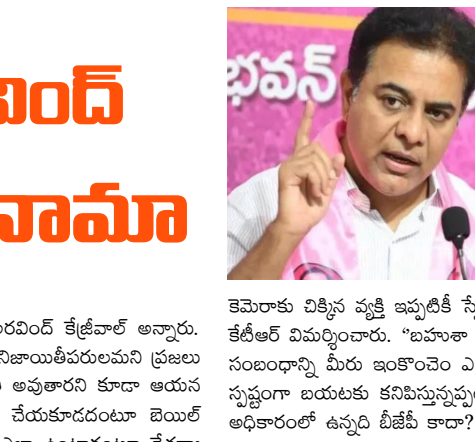 వింద్
నామా
రవింద్ కేజ్రీవాల్ అన్నారు.
నిజాయితీపరులమని ప్రజలు
అవుతారని కూడా ఆయన
చేయకూడదంటూ బెయిల్
భవన్
కెమెరాకు చిక్కిన వ్యక్తి ఇప్పటికీ
కేటీఆర్ విమర్శించారు. “బహుశా
సంబంధాన్ని మీరు ఇంకొంచెం
స్పష్టంగా బయటకు కనిపిస్తున్నప్ప
అధికారంలో ఉన్నది బీజేపీ కాదా?